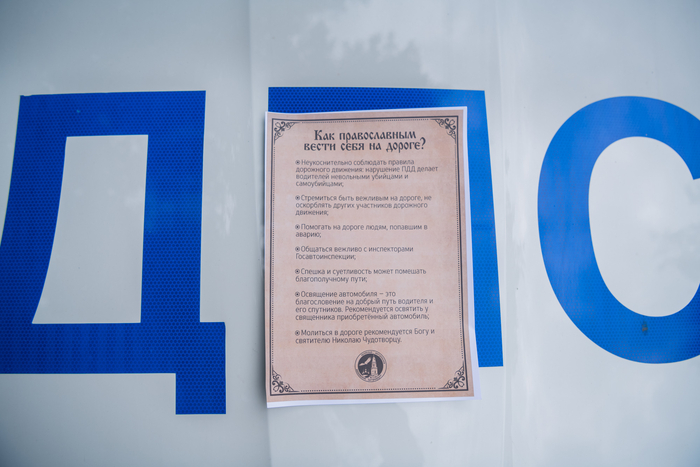 ДПС
Как православным
вести себя на дороге?
Неукоснительно соблюдать правила
дорожного движения: нарушение ПДД делает
водителей невольными убийцами и
самоубийцами;
Стремиться быть вежливым на дороге, не
оскорблять других участников дорожного
движения;
Помогать на дороге людям, попавшим в
аварию;
Общаться вежливо с инспекторами
Госавтоинспекции;
Спешка и суетливость может помешать
благополучному пути;
Освящение автомобиля – это
благословение на добрый путь водителя и
его спутников. Рекомендуется освятить у
священника приобретённый автомобиль;
Молиться в дороге рекомендуется Богу и
святителю Николаю Чудотворцу.